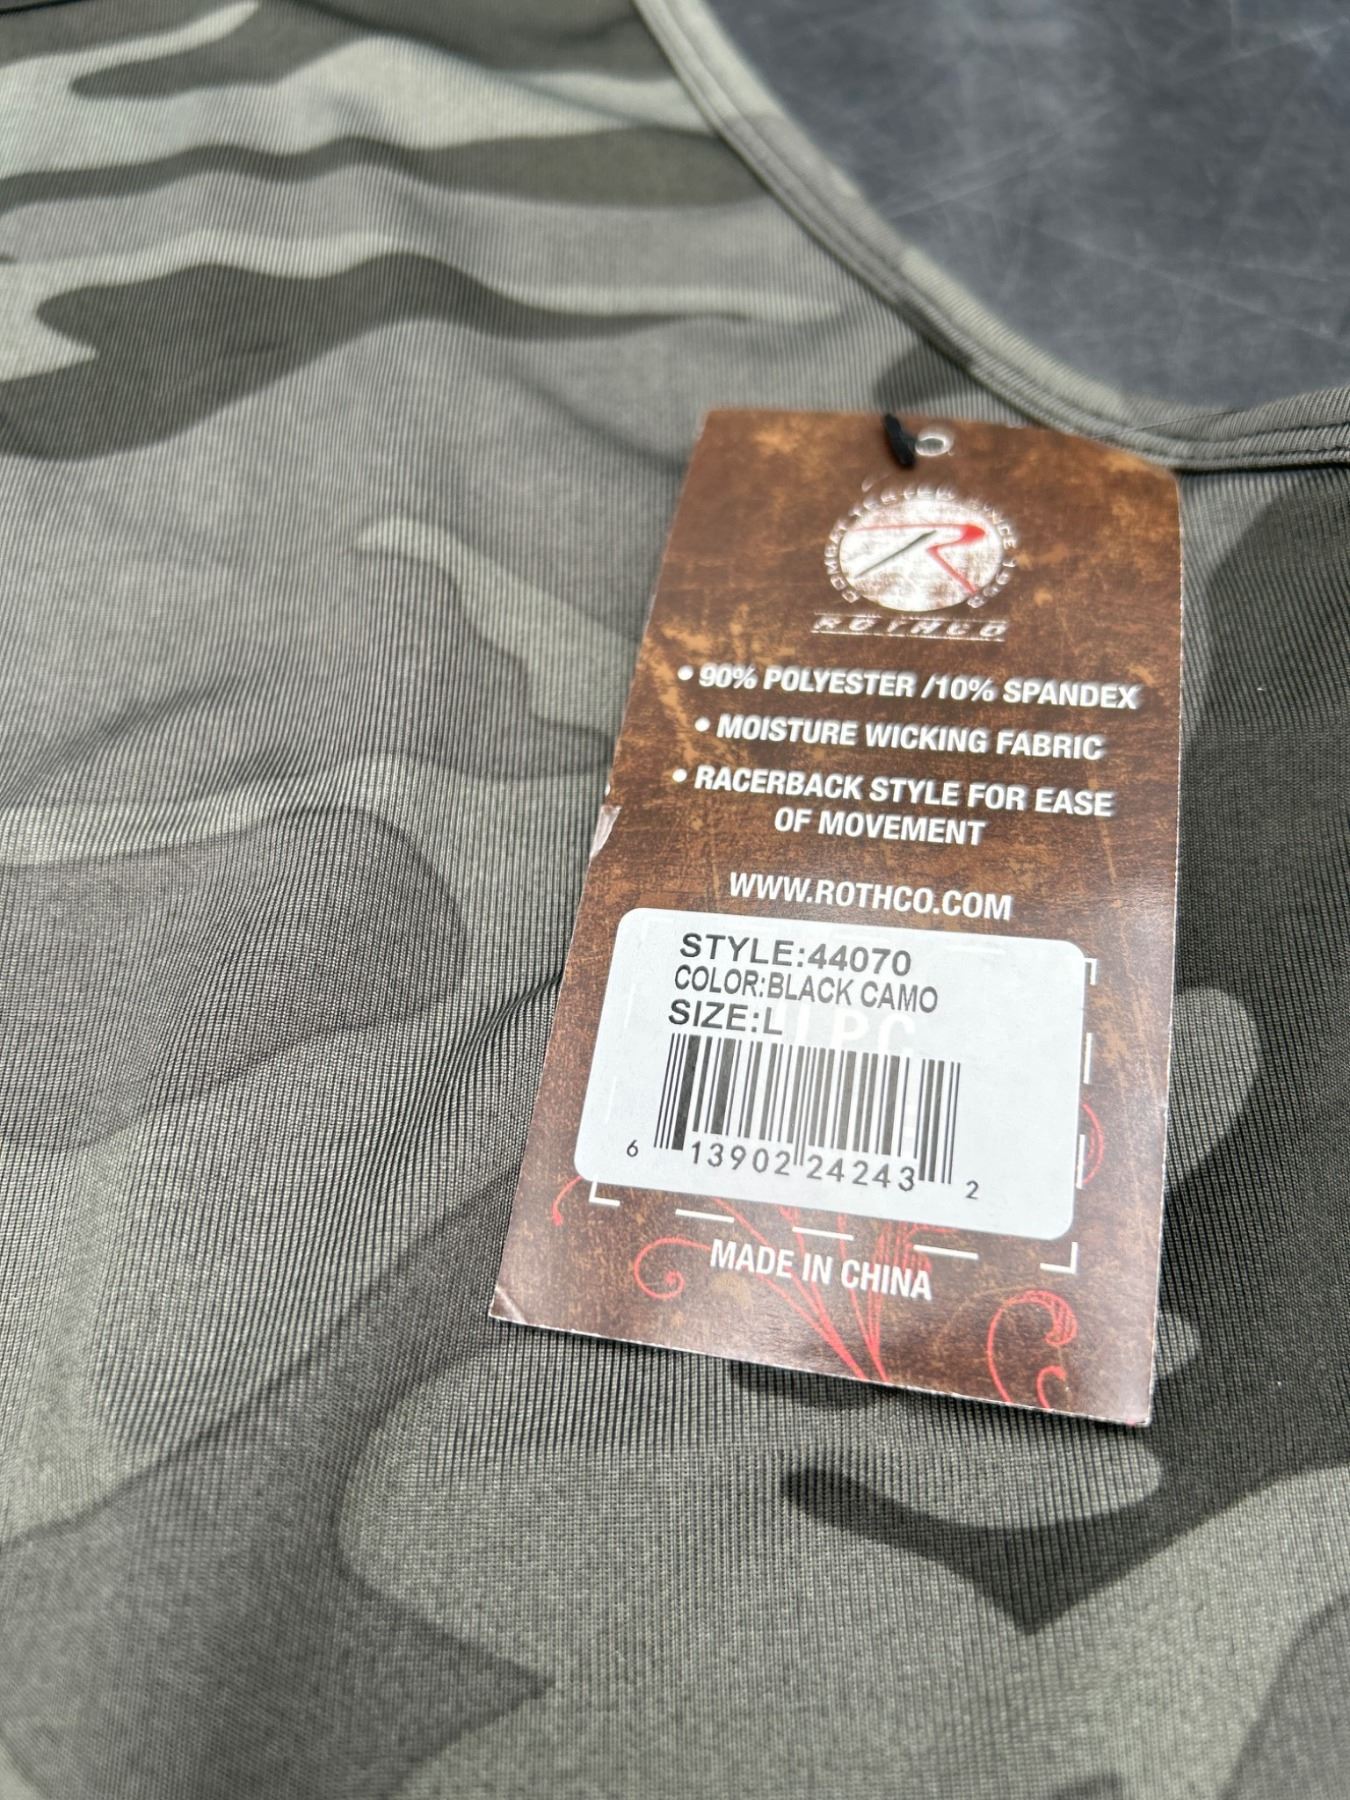 COMBAT TESTED SINCE 1953
ROTHCO
• 90% POLYESTER /10% SPANDEX
• MOISTURE WICKING FABRIC
• RACERBACK STYLE FOR EASE
OF MOVEMENT
WWW.ROTHCO.COM
STYLE:44070
COLOR:BLACK CAMO
SIZE:L
6 13902 24243 2
MADE IN CHINA